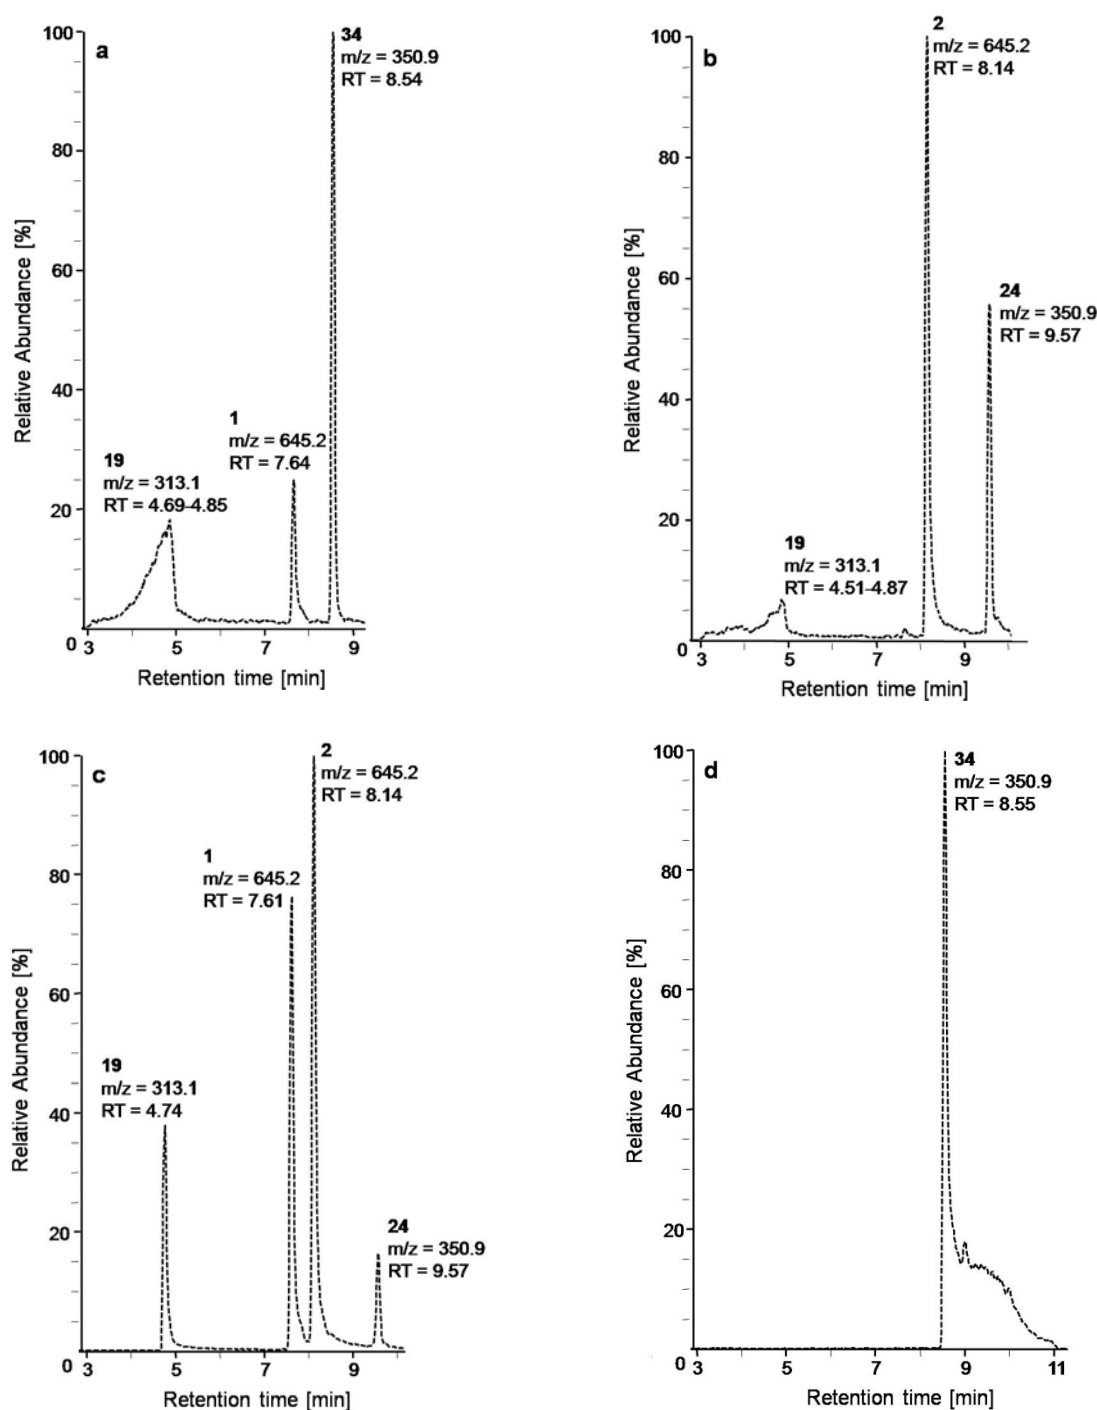 a
100
80
60
40
20
0
34
m/z = 350.9
RT = 8.54
1
m/z = 645.2
RT = 7.64
19
m/z = 313.1
RT = 4.69-4.85
3 5 7 9
Retention time [min]
Relative Abundance [%]
b
100
80
60
40
20
0
2
m/z = 645.2
RT = 8.14
24
m/z = 350.9
RT = 9.57
19
m/z = 313.1
RT = 4.51-4.87
3 5 7 9
Retention time [min]
Relative Abundance [%]
c
100
80
60
40
20
0
2
m/z = 645.2
RT = 8.14
1
m/z = 645.2
RT = 7.61
19
m/z = 313.1
RT = 4.74
24
m/z = 350.9
RT = 9.57
3 5 7 9
Retention time [min]
Relative Abundance [%]
d
100
80
60
40
20
0
34
m/z = 350.9
RT = 8.55
3 5 7 9 11
Retention time [min]
Relative Abundance [%]